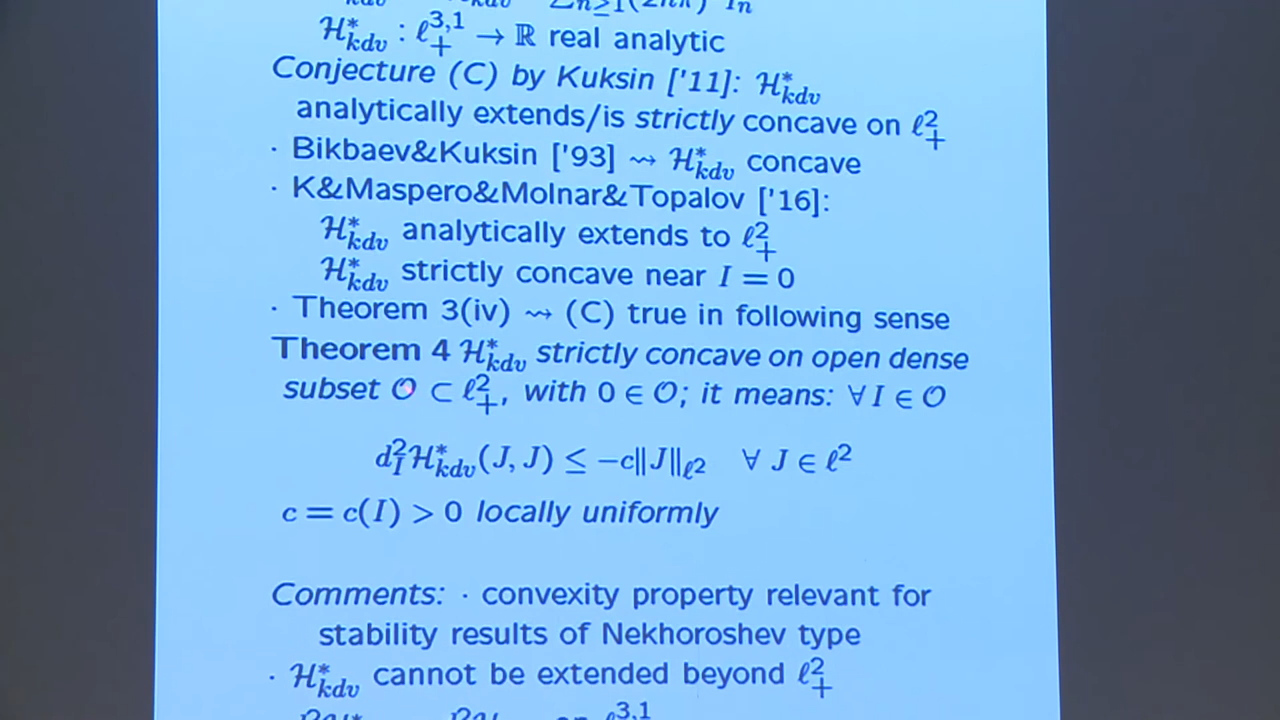 ℋ*_kdv : ℓ^{3,1}_+ → ℝ real analytic
Conjecture (C) by Kuksin ['11]: ℋ*_kdv
analytically extends/is strictly concave on ℓ²_+
· Bikbaev&Kuksin ['93] ⇝ ℋ*_kdv concave
· K&Maspero&Molnar&Topalov ['16]:
ℋ*_kdv analytically extends to ℓ²_+
ℋ*_kdv strictly concave near I = 0
· Theorem 3(iv) ⇝ (C) true in following sense
Theorem 4 ℋ*_kdv strictly concave on open dense
subset 𝒪 ⊂ ℓ²_+, with 0 ∈ 𝒪; it means: ∀ I ∈ 𝒪
d²_I ℋ*_kdv(J, J) ≤ −c‖J‖_{ℓ²} ∀ J ∈ ℓ²
c = c(I) > 0 locally uniformly
Comments: · convexity property relevant for
stability results of Nekhoroshev type
· ℋ*_kdv cannot be extended beyond ℓ²_+